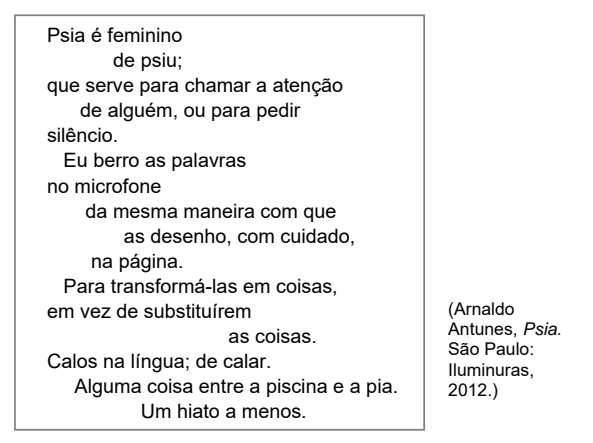 Psia é feminino
de psiu;
que serve para chamar a atenção
de alguém, ou para pedir
silêncio.
Eu berro as palavras
no microfone
da mesma maneira com que
as desenho, com cuidado,
na página.
Para transformá-las em coisas,
em vez de substituírem
as coisas.
Calos na língua; de calar.
Alguma coisa entre a piscina e a pia.
Um hiato a menos.
(Arnaldo
Antunes, Psia.
São Paulo:
Iluminuras,
2012.)